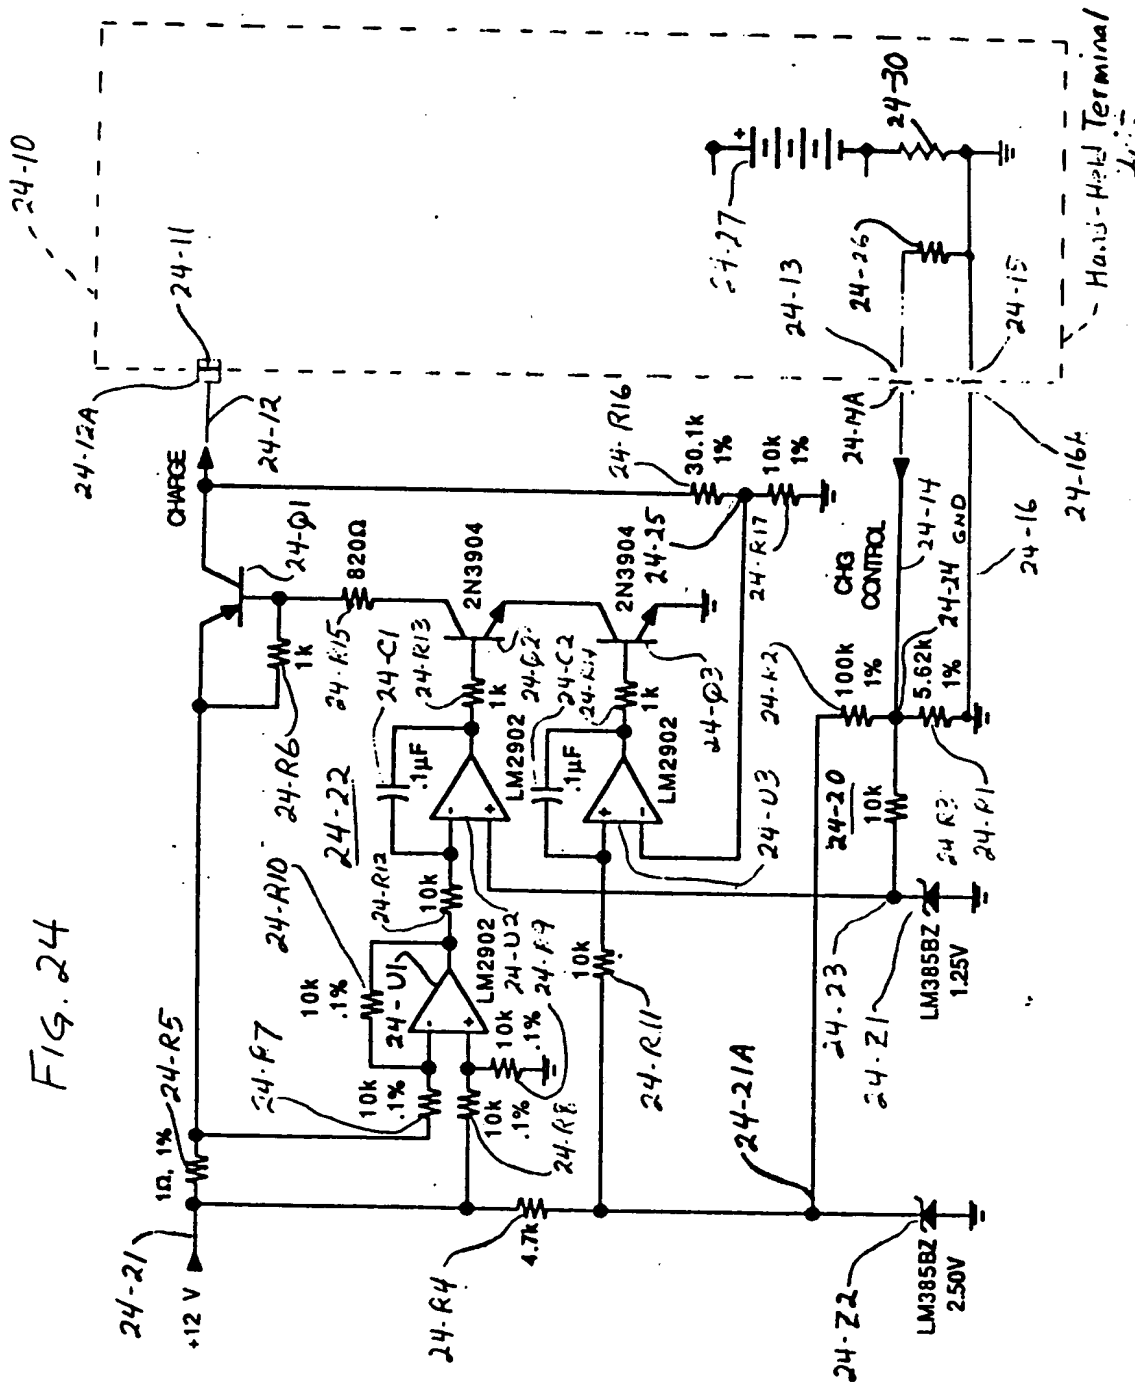 FIG. 24
24-10
24-12A
24-11
CHARGE
24-12
24-21
+12 V
1Ω, 1%
24-R5
24-R7
24-Q1
1k
24-R6
820Ω
24-R15
24-22
24-R10
10k
.1%
24-U1
LM2902
10k
.1%
10k
.1%
24-R8
10k
.1%
24-R9
24-R12
10k
24-C1
.1µF
LM2902
24-U2
24-R13
1k
2N3904
24-Q2
24-C2
.1µF
24-R14
1k
LM2902
24-U3
2N3904
24-Q3
10k
24-R11
4.7k
24-R4
24-R16
30.1k
1%
24-25
10k
1%
24-R17
24-27
24-30
24-26
24-13
24-14A
24-15
24-16A
Hand-Held Terminal
CHG
CONTROL
24-14
GND
24-16
24-R2
100k
1%
24-24
5.62k
1%
24-20
10k
24-R3
24-R1
24-23
24-Z1
LM385BZ
1.25V
24-21A
24-Z2
LM385BZ
2.50V